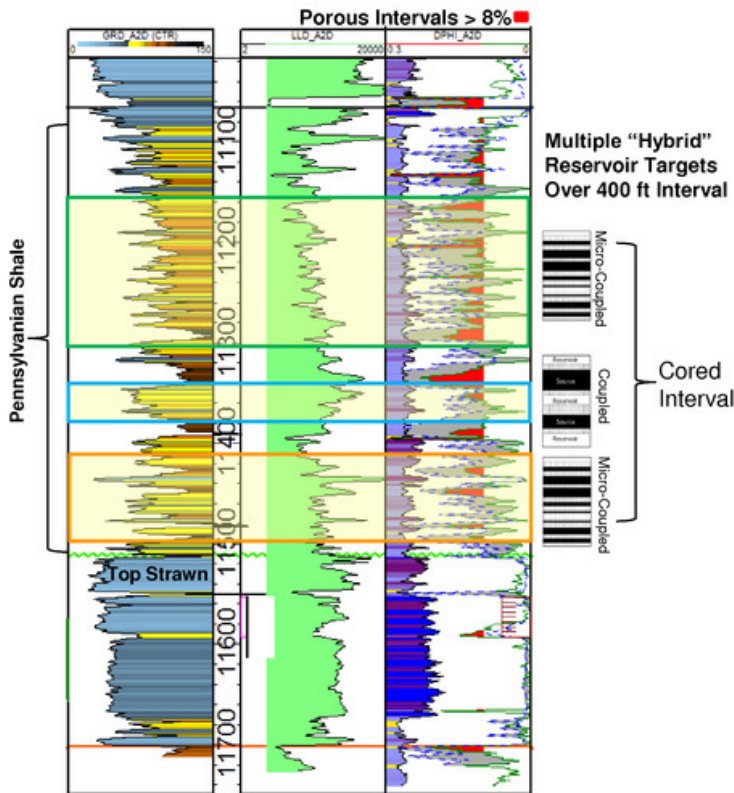 Porous Intervals > 8%
GRD_A2D (CTR)
0 150
LLD_A2D
2 20000
DPHI_A2D
0.3 0
11100
11200
11300
11400
11500
11600
11700
Pennsylvanian Shale
Top Strawn
Multiple “Hybrid”
Reservoir Targets
Over 400 ft Interval
Micro-Coupled
Reservoir
Source
Reservoir
Source
Reservoir
Coupled
Micro-Coupled
Cored
Interval